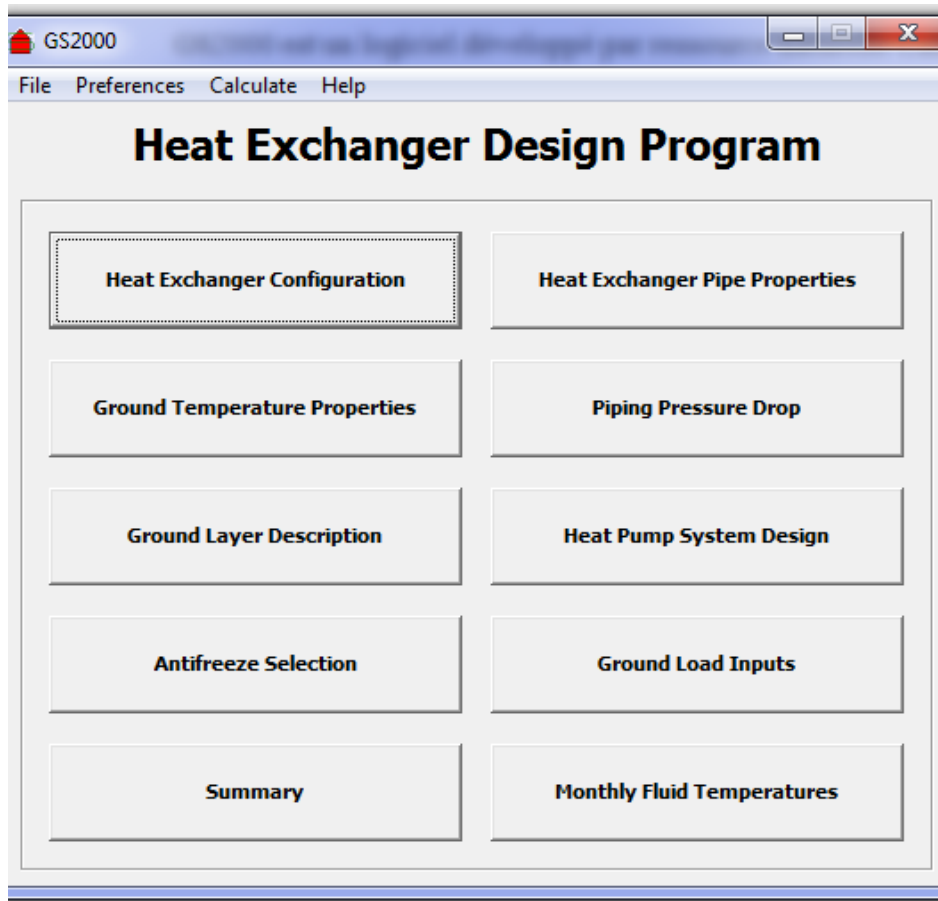 GS2000
File Preferences Calculate Help
Heat Exchanger Design Program
Heat Exchanger Configuration
Heat Exchanger Pipe Properties
Ground Temperature Properties
Piping Pressure Drop
Ground Layer Description
Heat Pump System Design
Antifreeze Selection
Ground Load Inputs
Summary
Monthly Fluid Temperatures